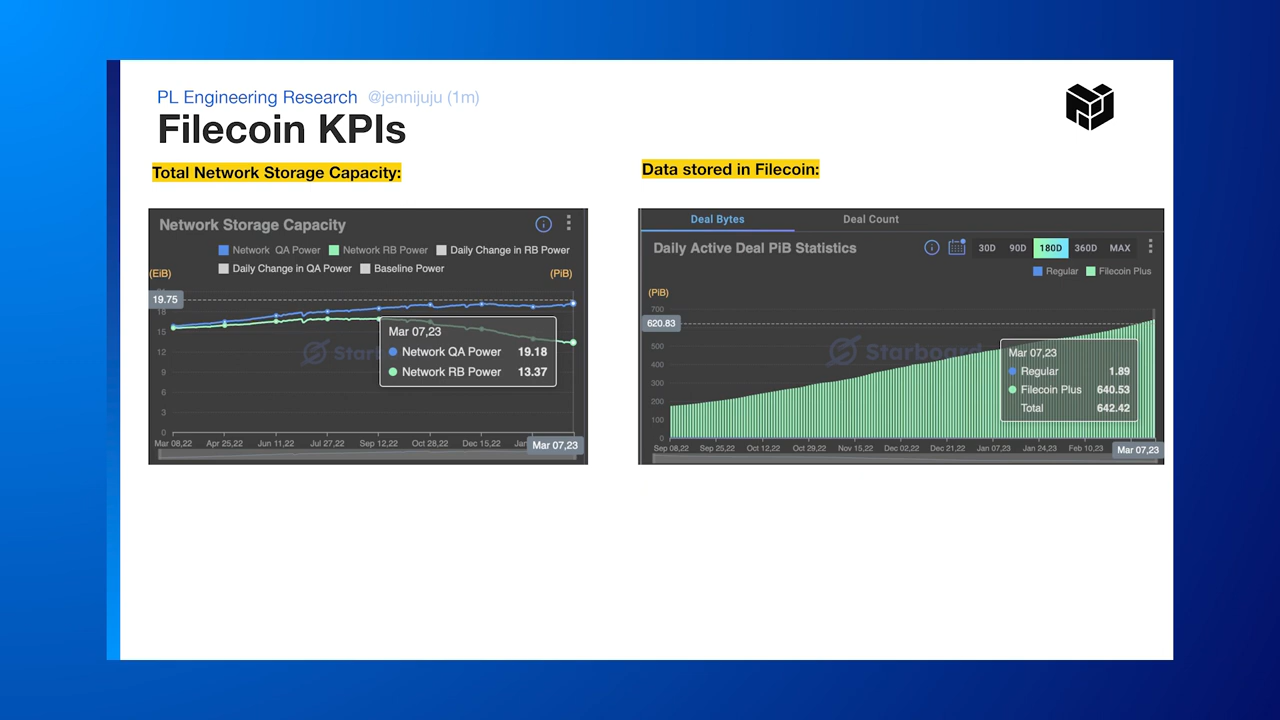 PL Engineering Research @jennijuju (1m)
Filecoin KPIs
Total Network Storage Capacity:
Network Storage Capacity
Network QA Power Network RB Power Daily Change in RB Power
Daily Change in QA Power Baseline Power
(EiB) (PiB)
19.75
18
15
12
9
6
3
0
Mar 07,23
Network QA Power 19.18
Network RB Power 13.37
Mar 08,22 Apr 25,22 Jun 11,22 Jul 27,22 Sep 12,22 Oct 28,22 Dec 15,22 Mar 07,23
Data stored in Filecoin:
Deal Bytes Deal Count
Daily Active Deal PiB Statistics
30D 90D 180D 360D MAX
Regular Filecoin Plus
(PiB)
700
620.83
500
400
300
200
100
0
Starboard
Mar 07,23
Regular 1.89
Filecoin Plus 640.53
Total 642.42
Sep 08,22 Sep 25,22 Oct 12,22 Oct 29,22 Nov 15,22 Dec 02,22 Dec 21,22 Jan 07,23 Jan 24,23 Feb 10,23 Mar 07,23